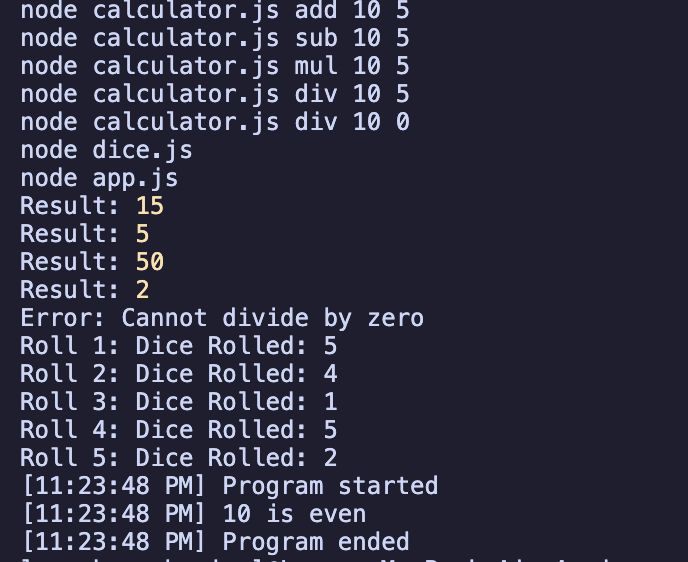 node calculator.js add 10 5
node calculator.js sub 10 5
node calculator.js mul 10 5
node calculator.js div 10 5
node calculator.js div 10 0
node dice.js
node app.js
Result: 15
Result: 5
Result: 50
Result: 2
Error: Cannot divide by zero
Roll 1: Dice Rolled: 5
Roll 2: Dice Rolled: 4
Roll 3: Dice Rolled: 1
Roll 4: Dice Rolled: 5
Roll 5: Dice Rolled: 2
[11:23:48 PM] Program started
[11:23:48 PM] 10 is even
[11:23:48 PM] Program ended